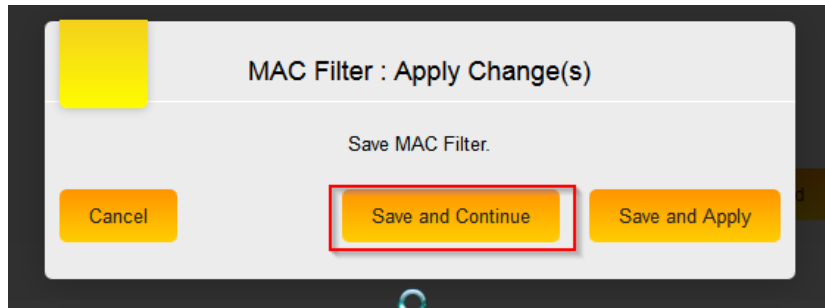 MAC Filter : Apply Change(s)
Save MAC Filter.
Cancel
Save and Continue
Save and Apply